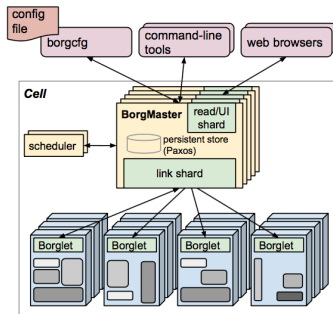 config
file
borgcfg
command-line
tools
web browsers
Cell
BorgMaster
read/UI
shard
persistent store
(Paxos)
scheduler
link shard
Borglet
Borglet
Borglet
Borglet